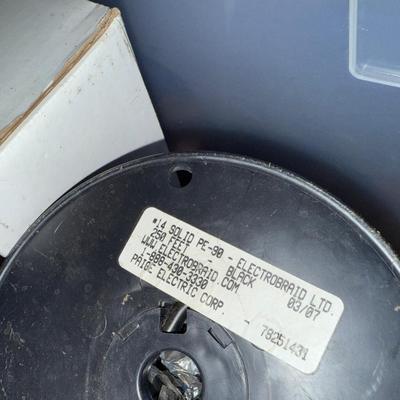 #14 SOLID PE-90 - ELECTROBRAID LTD.
250 FEET - BLACK 03/07
WWW.ELECTROBRAID.COM
1-888-430-3330
PAIGE ELECTRIC CORP. - 78251431